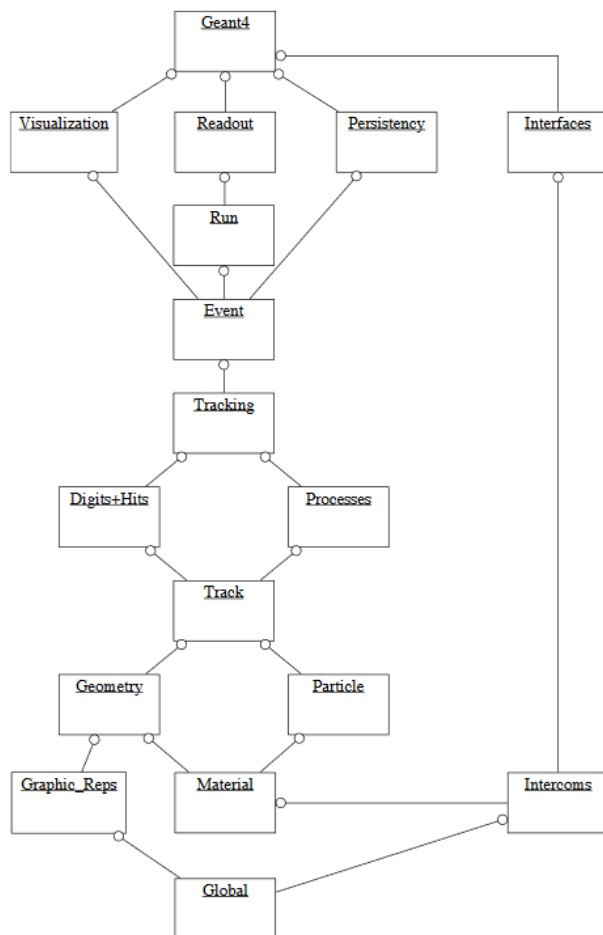 Geant4
Visualization
Readout
Persistency
Interfaces
Run
Event
Tracking
Digits+Hits
Processes
Track
Geometry
Particle
Graphic_Reps
Material
Intercoms
Global